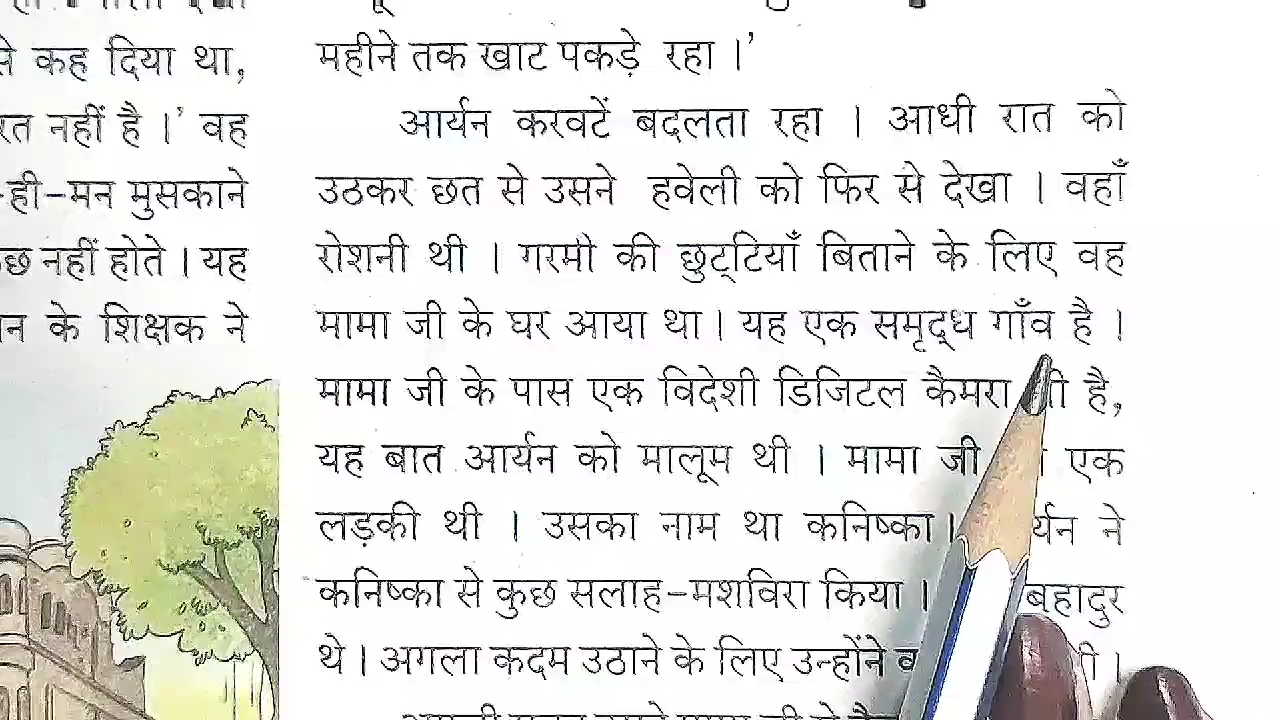 से कह दिया था,
नहीं है ।' वह
-ही-मन मुसकाने
नहीं होते । यह
के शिक्षक ने
महीने तक खाट पकड़े रहा ।'
आर्यन करवटें बदलता रहा । आधी रात को
उठकर छत से उसने हवेली को फिर से देखा । वहाँ
रोशनी थी । गरमी की छुट्टियाँ बिताने के लिए वह
मामा जी के घर आया था । यह एक समृद्ध गाँव है ।
मामा जी के पास एक विदेशी डिजिटल कैमरा है,
यह बात आर्यन को मालूम थी । मामा जी एक
लड़की थी । उसका नाम था कनिष्का । ने
कनिष्का से कुछ सलाह-मशविरा किया । बहादुर
थे । अगला कदम उठाने के लिए उन्होंने